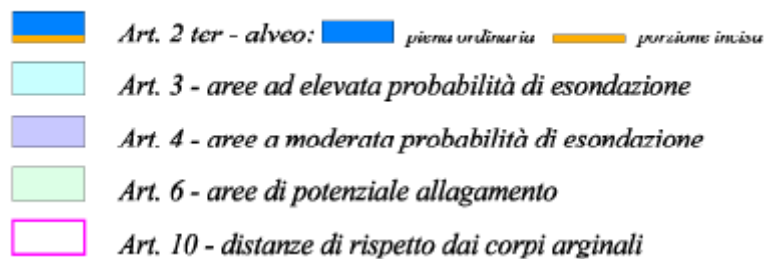 Art. 2 ter - alveo: piena ordinaria porzione incisa
Art. 3 - aree ad elevata probabilità di esondazione
Art. 4 - aree a moderata probabilità di esondazione
Art. 6 - aree di potenziale allagamento
Art. 10 - distanze di rispetto dai corpi arginali